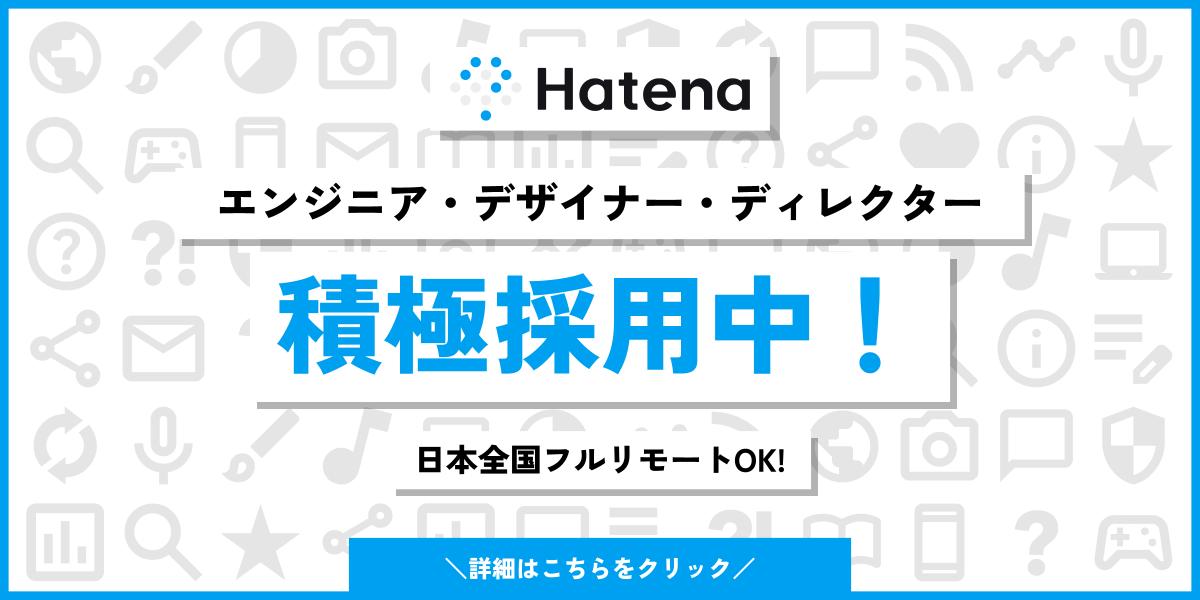 Hatena
エンジニア・デザイナー・ディレクター
積極採用中！
日本全国フルリモートOK!
＼詳細はこちらをクリック／